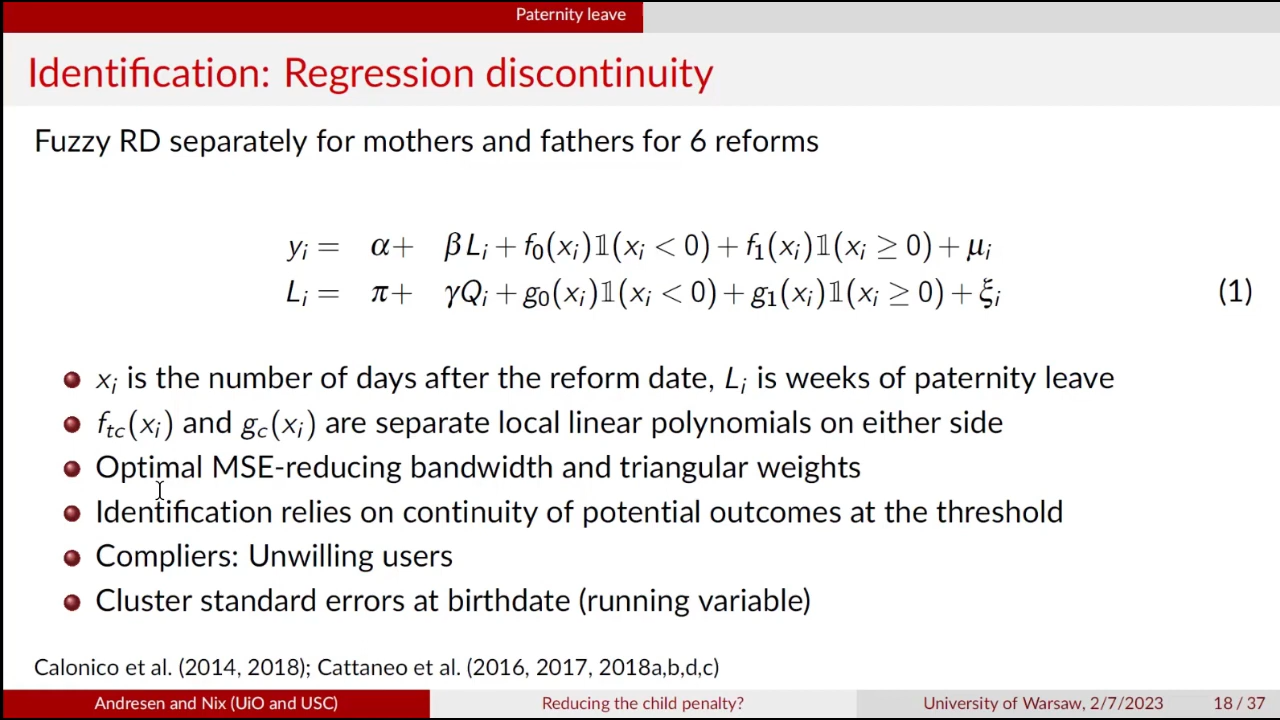 Paternity leave
Identification: Regression discontinuity
Fuzzy RD separately for mothers and fathers for 6 reforms
yᵢ = α+ βLᵢ + f₀(xᵢ)𝟙(xᵢ < 0) + f₁(xᵢ)𝟙(xᵢ ≥ 0) + μᵢ
Lᵢ = π+ γQᵢ + g₀(xᵢ)𝟙(xᵢ < 0) + g₁(xᵢ)𝟙(xᵢ ≥ 0) + ξᵢ (1)
xᵢ is the number of days after the reform date, Lᵢ is weeks of paternity leave
f_tc(xᵢ) and g_c(xᵢ) are separate local linear polynomials on either side
Optimal MSE-reducing bandwidth and triangular weights
Identification relies on continuity of potential outcomes at the threshold
Compliers: Unwilling users
Cluster standard errors at birthdate (running variable)
Calonico et al. (2014, 2018); Cattaneo et al. (2016, 2017, 2018a,b,d,c)
Andresen and Nix (UiO and USC) Reducing the child penalty? University of Warsaw, 2/7/2023 18 / 37